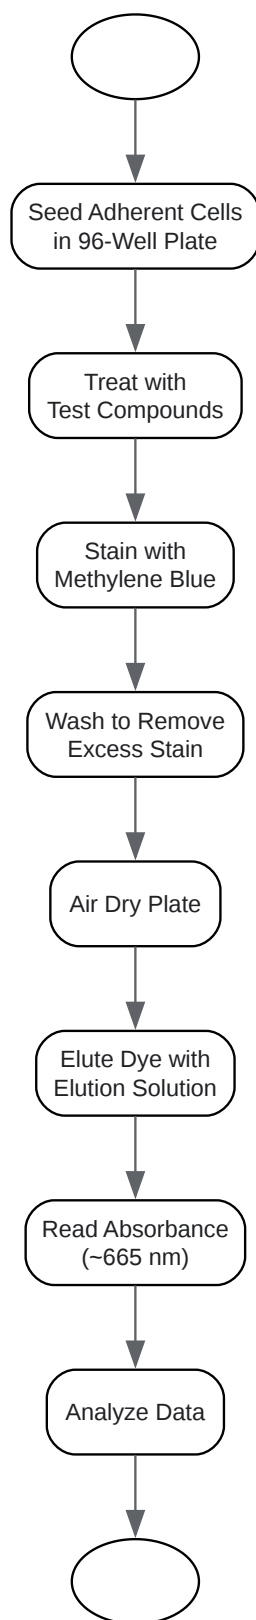 Seed Adherent Cells
in 96-Well Plate
Treat with
Test Compounds
Stain with
Methylene Blue
Wash to Remove
Excess Stain
Air Dry Plate
Elute Dye with
Elution Solution
Read Absorbance
(~665 nm)
Analyze Data